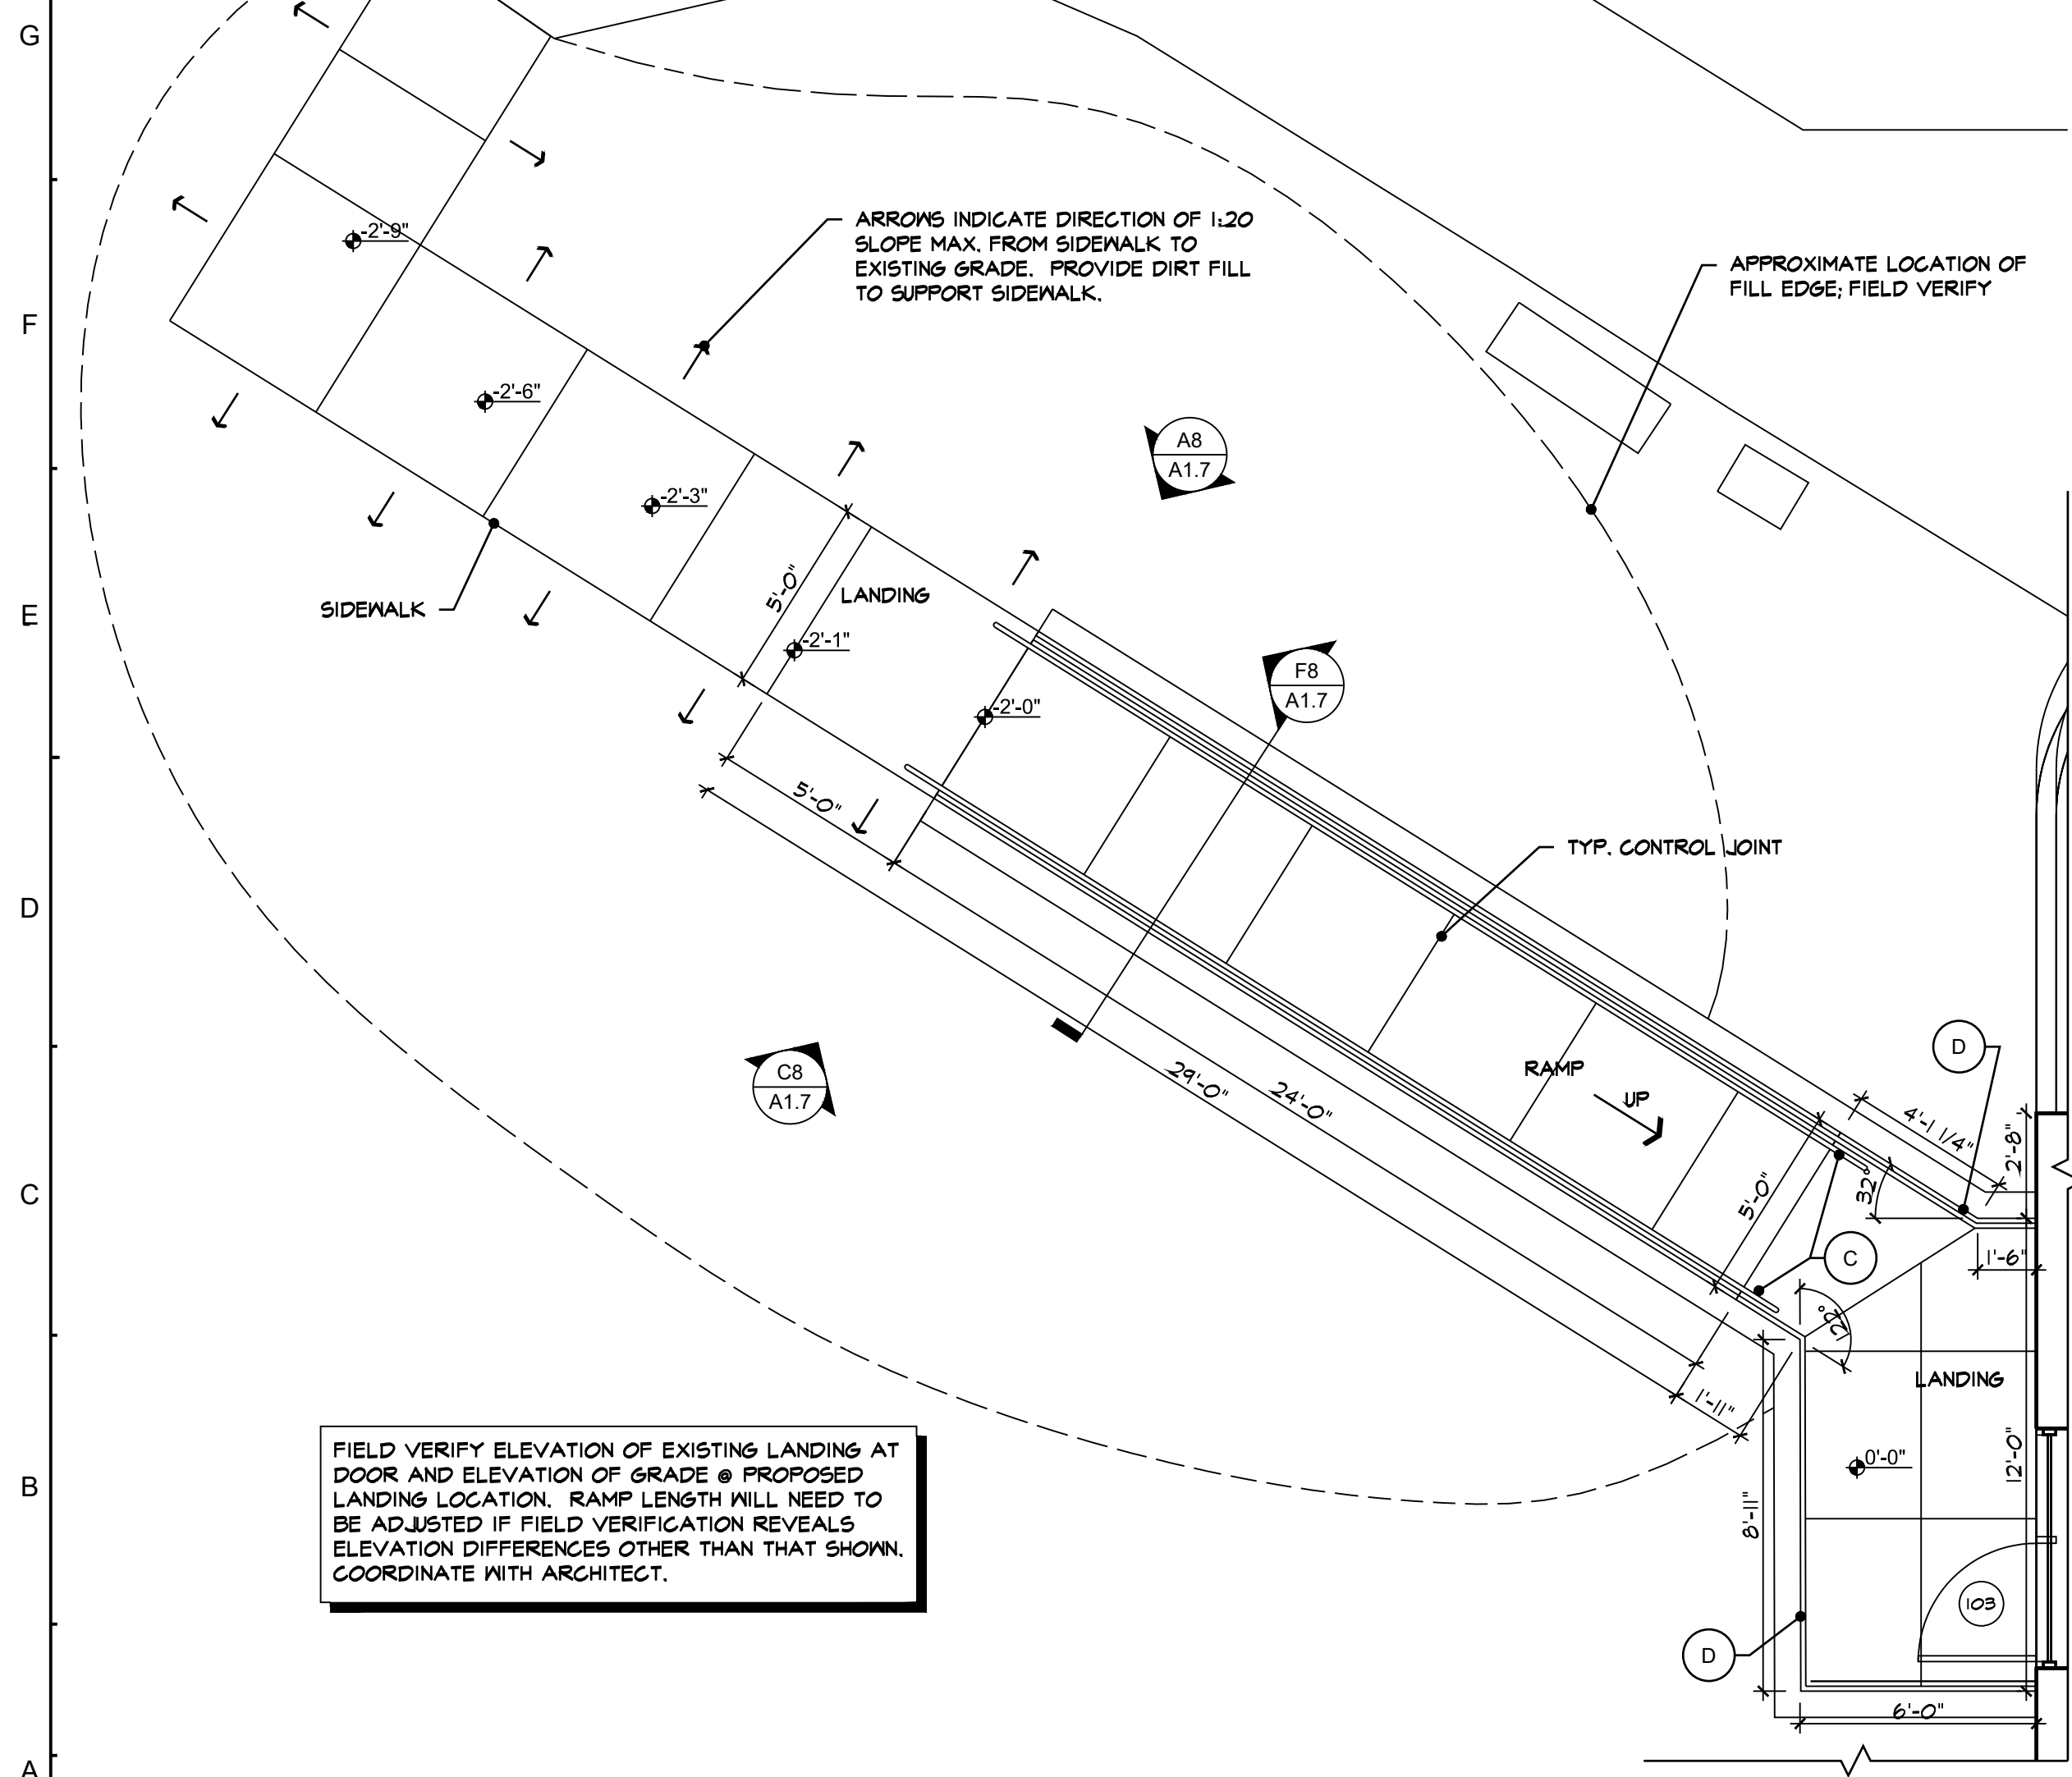 G
F
E
D
C
B
A
-2'-9"
-2'-6"
-2'-3"
-2'-1"
-2'-0"
ARROWS INDICATE DIRECTION OF 1:20
SLOPE MAX. FROM SIDEWALK TO
EXISTING GRADE. PROVIDE DIRT FILL
TO SUPPORT SIDEWALK.
APPROXIMATE LOCATION OF
FILL EDGE; FIELD VERIFY
A8
A1.7
SIDEWALK
5'-0"
LANDING
F8
A1.7
5'-0"
TYP. CONTROL JOINT
C8
A1.7
29'-0"
24'-0"
RAMP
UP
D
4'-1 1/4"
2'-8"
32°
5'-0"
C
1'-6"
121°
1'-11"
LANDING
0'-0"
12'-0"
8'-11"
103
D
6'-0"
FIELD VERIFY ELEVATION OF EXISTING LANDING AT
DOOR AND ELEVATION OF GRADE @ PROPOSED
LANDING LOCATION. RAMP LENGTH WILL NEED TO
BE ADJUSTED IF FIELD VERIFICATION REVEALS
ELEVATION DIFFERENCES OTHER THAN THAT SHOWN.
COORDINATE WITH ARCHITECT.